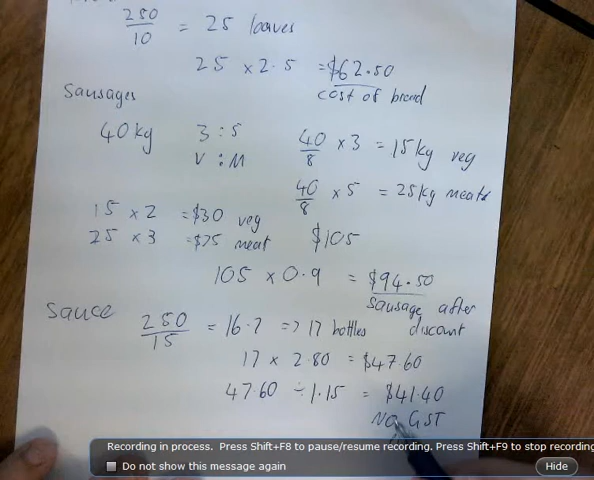 250/10 = 25 loaves
25 × 2.5 = $62.50
cost of bread
Sausages
40kg 3:5 40/8 × 3 = 15kg veg
V:M
40/8 × 5 = 25kg meat
15 × 2 = $30 veg
25 × 3 = $75 meat $105
105 × 0.9 = $94.50
Sausage after discount
Sauce 250/15 = 16.7 => 17 bottles
17 × 2.80 = $47.60
47.60 ÷ 1.15 = $41.40
No GST
Recording in process. Press Shift+F8 to pause/resume recording. Press Shift+F9 to stop recording
Do not show this message again Hide